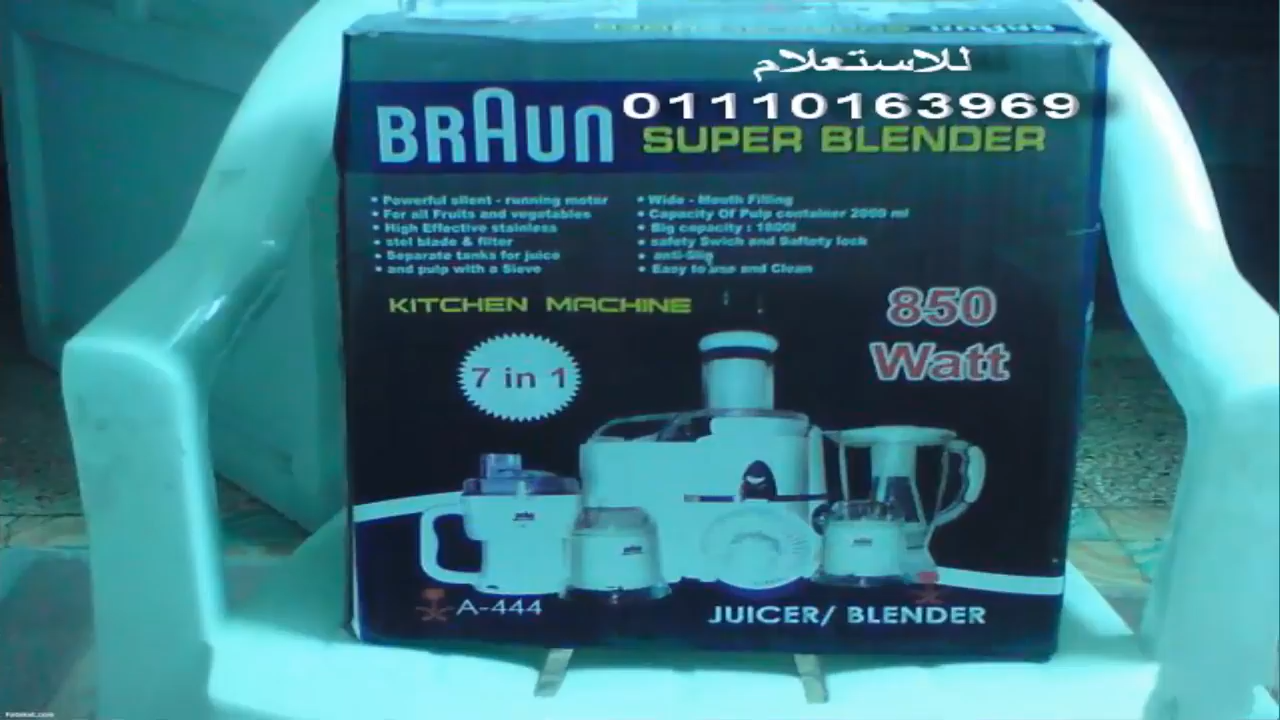 للاستعلام
01110163969
BRAUN
SUPER BLENDER
• Powerful silent - running motor
• For all Fruits and vegetables
• High Effective stainless
• stel blade & filter
• Separate tanks for juice
• and pulp with a Sieve
• Wide - Mouth Filling
• Capacity Of Pulp container 2000 ml
• Big capacity : 1800l
• safety Swich and Saftety lock
• anti-Slip
• Easy to use and Clean
KITCHEN MACHINE
850
Watt
7 in 1
A-444
JUICER/ BLENDER